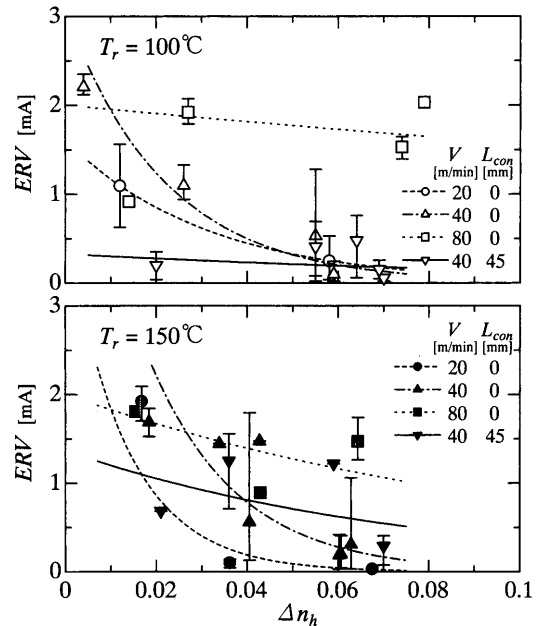 T_r = 100℃
3
2
1
0
ERV [mA]
V L_con
[m/min] [mm]
20 0
40 0
80 0
40 45
T_r = 150℃
3
2
1
0
ERV [mA]
V L_con
[m/min] [mm]
20 0
40 0
80 0
40 45
0 0.02 0.04 0.06 0.08 0.1
Δn_h